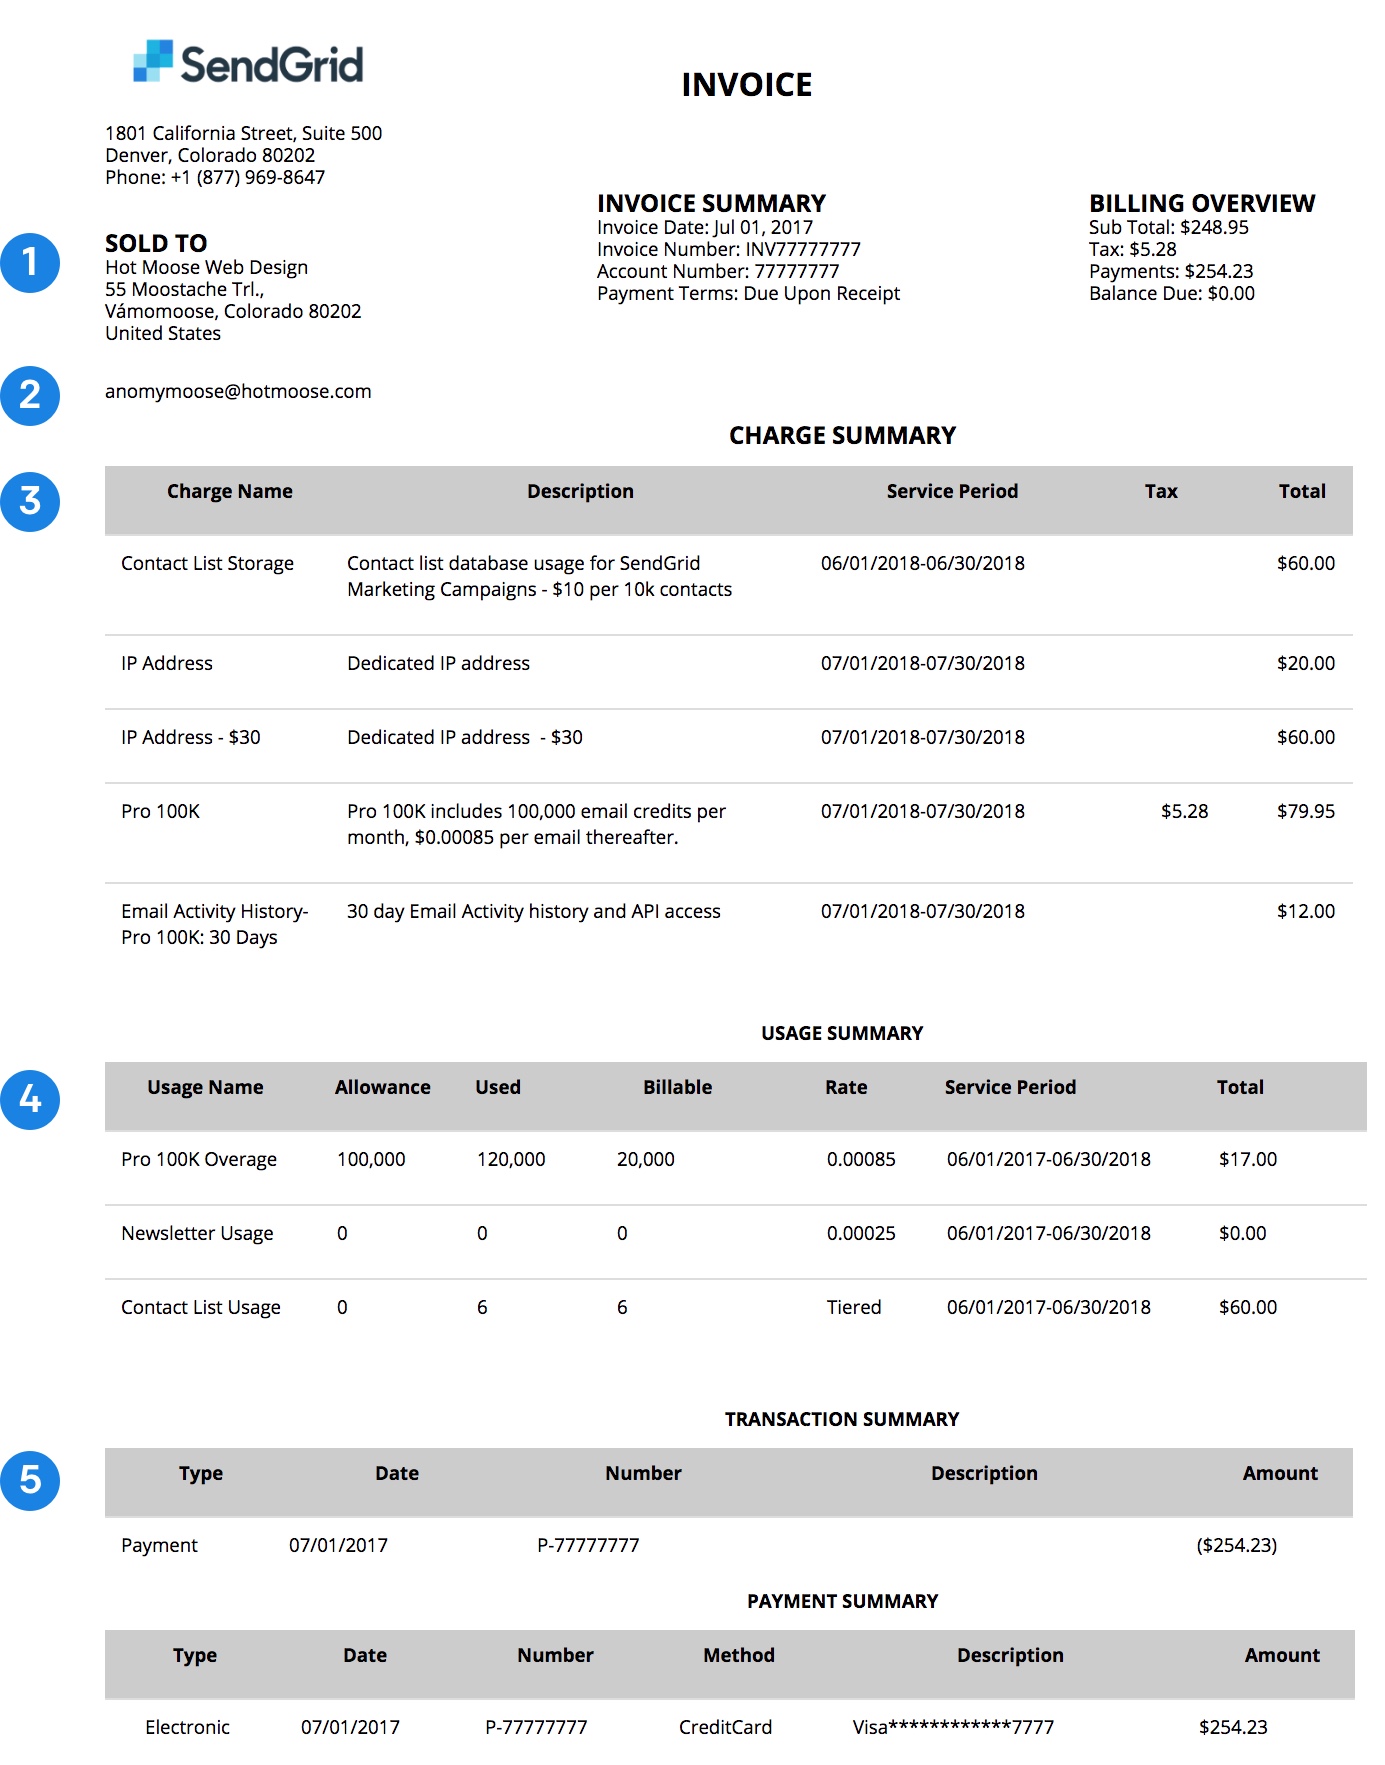 SendGrid
INVOICE
1801 California Street, Suite 500
Denver, Colorado 80202
Phone: +1 (877) 969-8647
INVOICE SUMMARY
Invoice Date: Jul 01, 2017
Invoice Number: INV77777777
Account Number: 77777777
Payment Terms: Due Upon Receipt
BILLING OVERVIEW
Sub Total: $248.95
Tax: $5.28
Payments: $254.23
Balance Due: $0.00
1
SOLD TO
Hot Moose Web Design
55 Moostache Trl.,
Vámomoose, Colorado 80202
United States
2
anomymoose@hotmoose.com
CHARGE SUMMARY
3
Charge Name Description Service Period Tax Total
Contact List Storage Contact list database usage for SendGrid 06/01/2018-06/30/2018 $60.00
Marketing Campaigns - $10 per 10k contacts
IP Address Dedicated IP address 07/01/2018-07/30/2018 $20.00
IP Address - $30 Dedicated IP address - $30 07/01/2018-07/30/2018 $60.00
Pro 100K Pro 100K includes 100,000 email credits per 07/01/2018-07/30/2018 $5.28 $79.95
month, $0.00085 per email thereafter.
Email Activity History- 30 day Email Activity history and API access 07/01/2018-07/30/2018 $12.00
Pro 100K: 30 Days
USAGE SUMMARY
4
Usage Name Allowance Used Billable Rate Service Period Total
Pro 100K Overage 100,000 120,000 20,000 0.00085 06/01/2017-06/30/2018 $17.00
Newsletter Usage 0 0 0 0.00025 06/01/2017-06/30/2018 $0.00
Contact List Usage 0 6 6 Tiered 06/01/2017-06/30/2018 $60.00
TRANSACTION SUMMARY
5
Type Date Number Description Amount
Payment 07/01/2017 P-77777777 ($254.23)
PAYMENT SUMMARY
Type Date Number Method Description Amount
Electronic 07/01/2017 P-77777777 CreditCard Visa************7777 $254.23